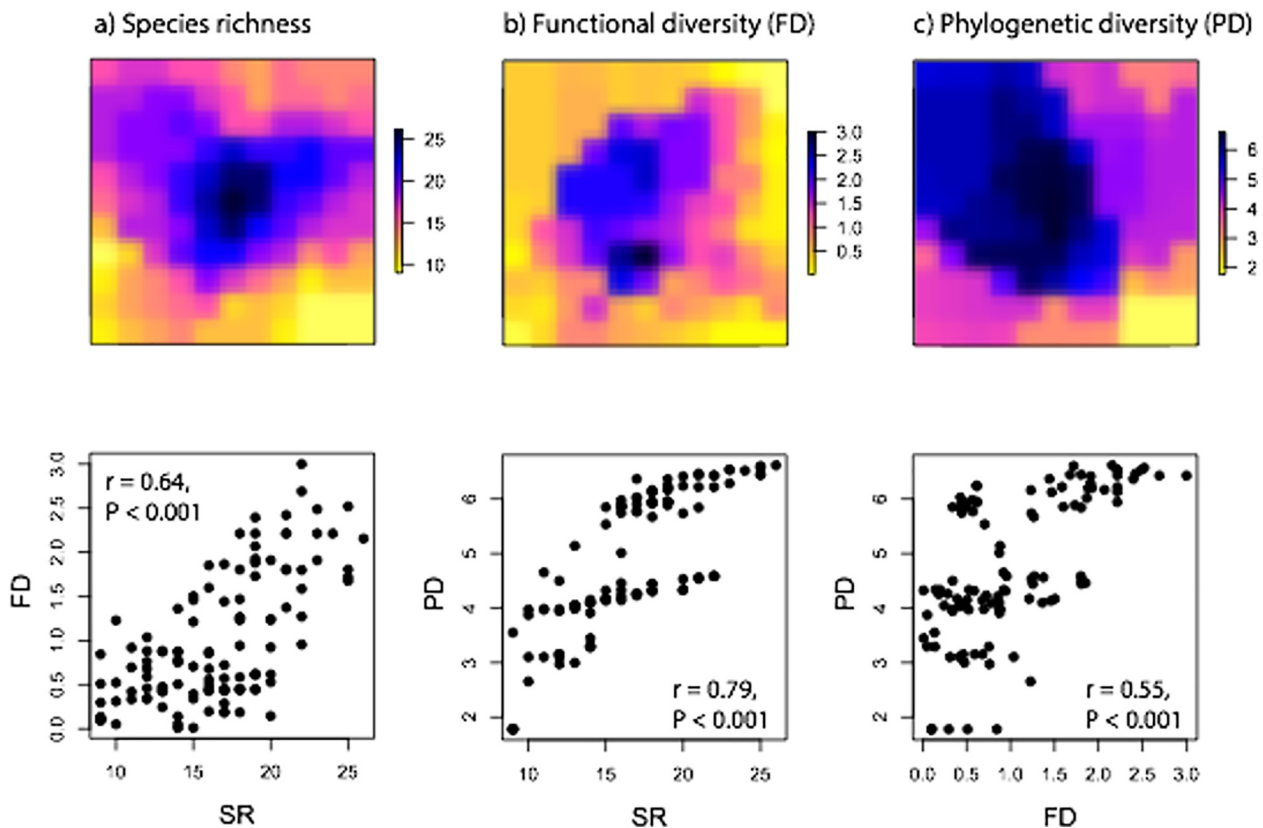 a) Species richness
b) Functional diversity (FD)
c) Phylogenetic diversity (PD)
25
20
15
10
3.0
2.5
2.0
1.5
1.0
0.5
6
5
4
3
2
FD
3.0
2.5
2.0
1.5
1.0
0.5
0.0
r = 0.64,
P < 0.001
10 15 20 25
SR
PD
6
5
4
3
2
r = 0.79,
P < 0.001
10 15 20 25
SR
PD
6
5
4
3
2
r = 0.55,
P < 0.001
0.0 0.5 1.0 1.5 2.0 2.5 3.0
FD